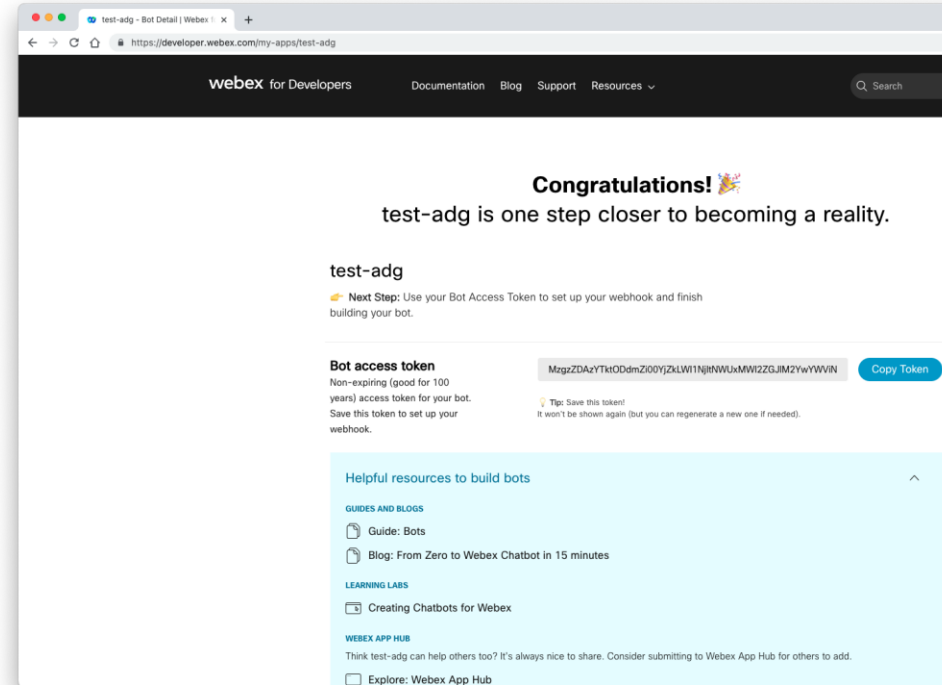 test-adg - Bot Detail | Webex
https://developer.webex.com/my-apps/test-adg
webex for Developers
Documentation Blog Support Resources
Search
Congratulations! 🎉
test-adg is one step closer to becoming a reality.
test-adg
👉 Next Step: Use your Bot Access Token to set up your webhook and finish
building your bot.
Bot access token
Non-expiring (good for 100
years) access token for your bot.
Save this token to set up your
webhook.
MzgzZDAzYTktODdmZi00YjZkLWI1NjItNWUxMWI2ZGJlM2YwYWViN
Copy Token
💡 Tip: Save this token!
It won't be shown again (but you can regenerate a new one if needed).
Helpful resources to build bots
GUIDES AND BLOGS
Guide: Bots
Blog: From Zero to Webex Chatbot in 15 minutes
LEARNING LABS
Creating Chatbots for Webex
WEBEX APP HUB
Think test-adg can help others too? It's always nice to share. Consider submitting to Webex App Hub for others to add.
Explore: Webex App Hub